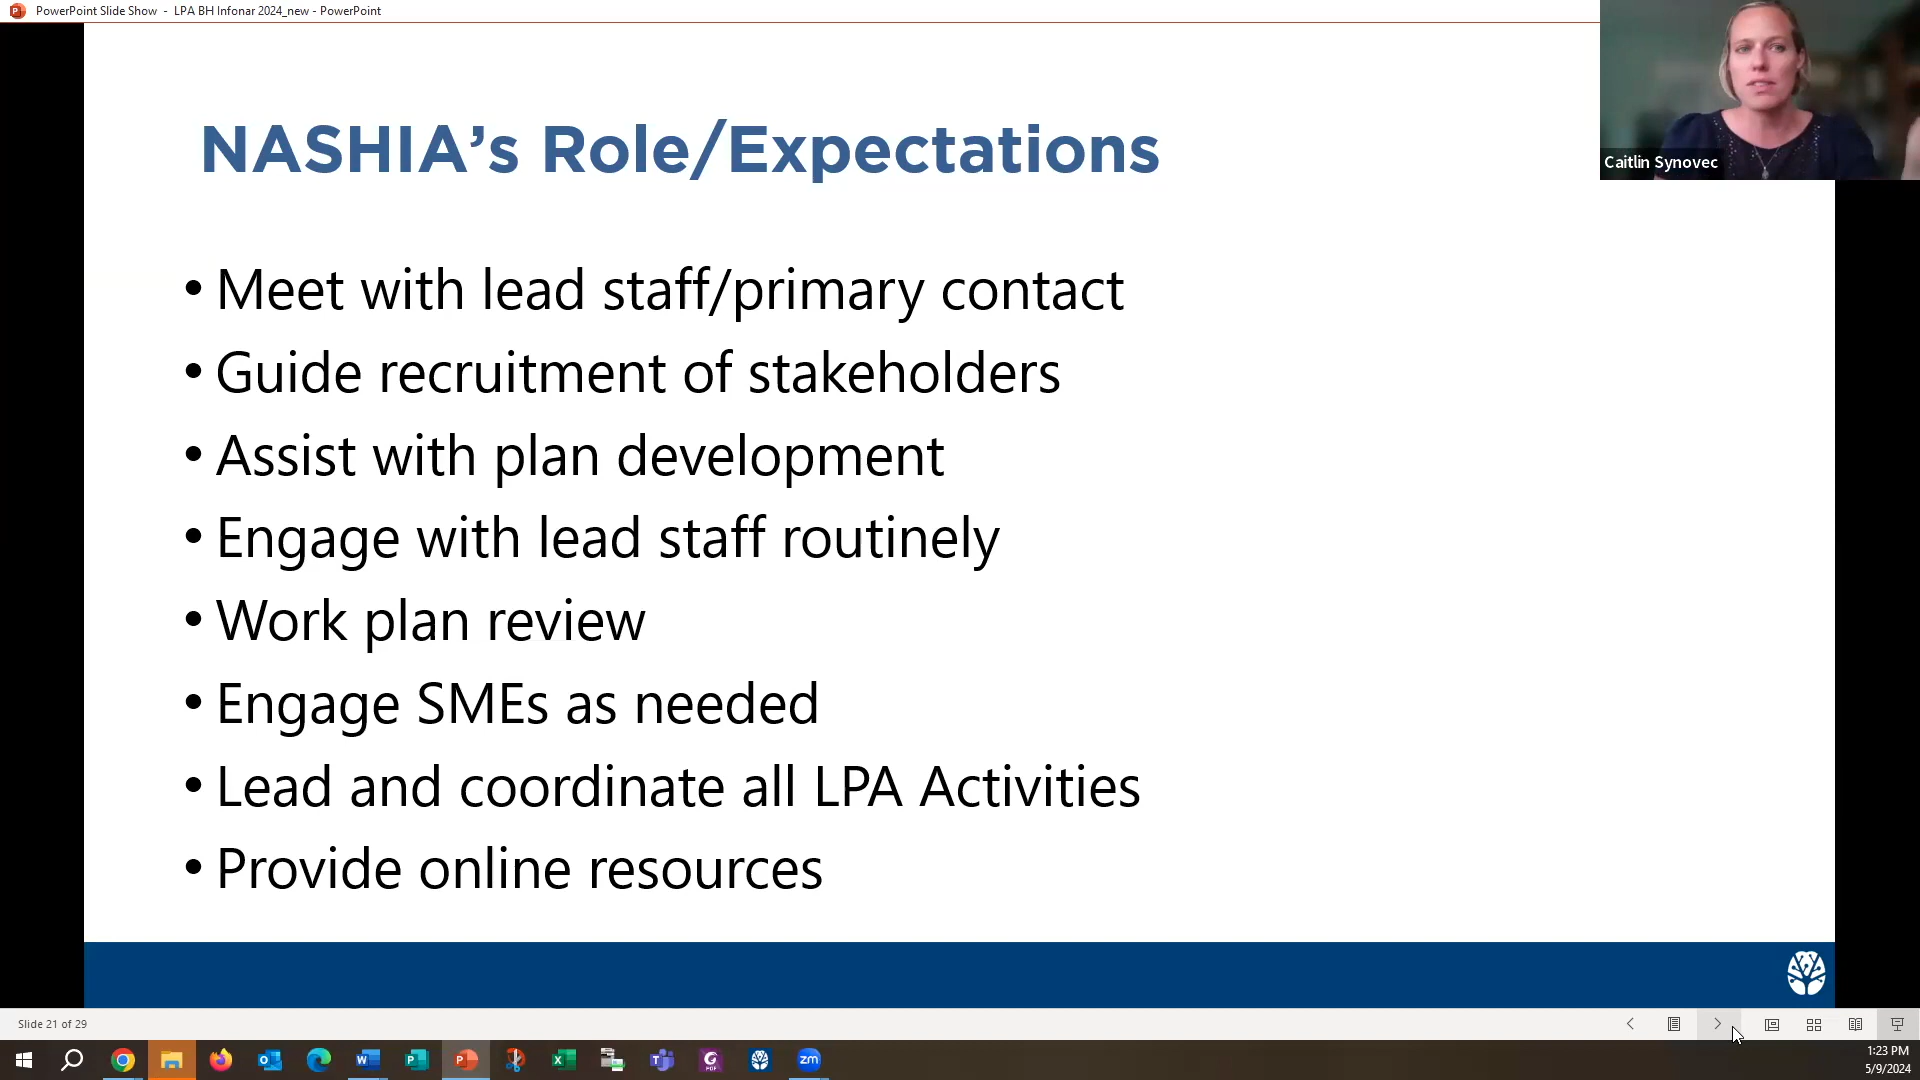 PowerPoint Slide Show - LPA BH Infonar 2024_new - PowerPoint
Caitlin Synovec
NASHIA’s Role/Expectations
• Meet with lead staff/primary contact
• Guide recruitment of stakeholders
• Assist with plan development
• Engage with lead staff routinely
• Work plan review
• Engage SMEs as needed
• Lead and coordinate all LPA Activities
• Provide online resources
Slide 21 of 29
zm
1:23 PM
5/9/2024